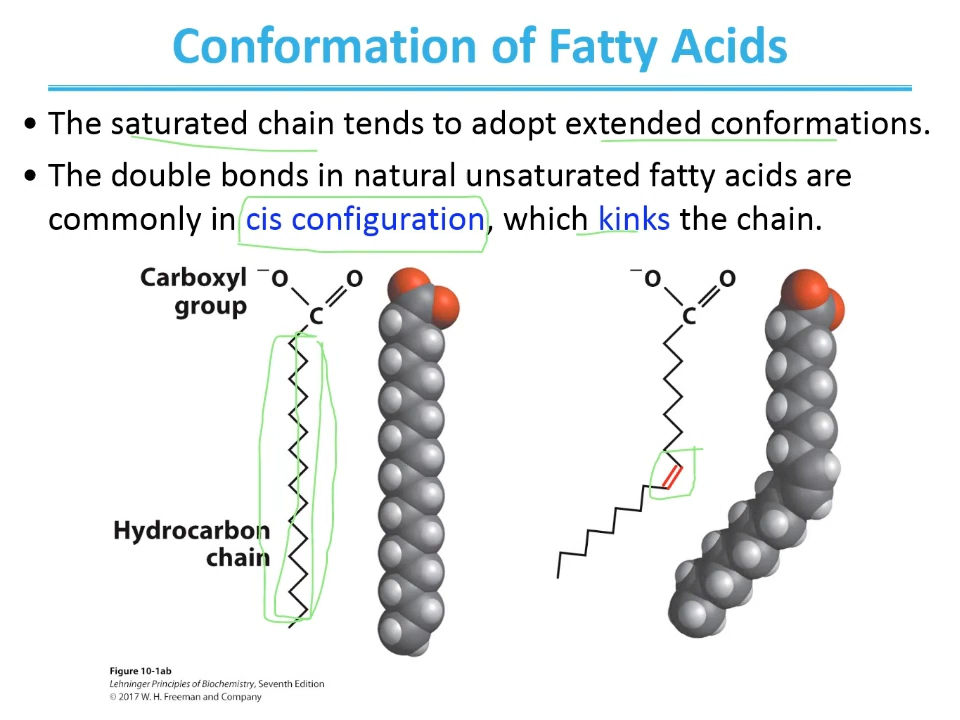 Conformation of Fatty Acids
• The saturated chain tends to adopt extended conformations.
• The double bonds in natural unsaturated fatty acids are
commonly in cis configuration, which kinks the chain.
Carboxyl
group
⁻O O
C
⁻O O
C
Hydrocarbon
chain
Figure 10-1ab
Lehninger Principles of Biochemistry, Seventh Edition
© 2017 W. H. Freeman and Company